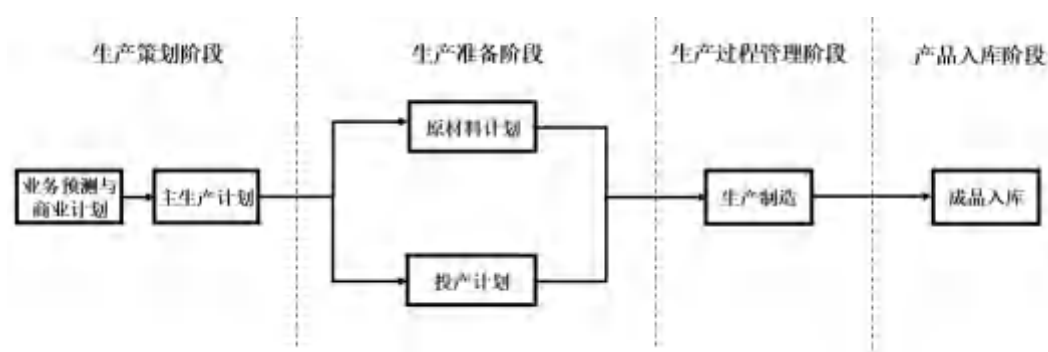 生产策划阶段
生产准备阶段
生产过程管理阶段
产品入库阶段
原材料计划
业务预测与
商业计划
主生产计划
生产制造
成品入库
投产计划